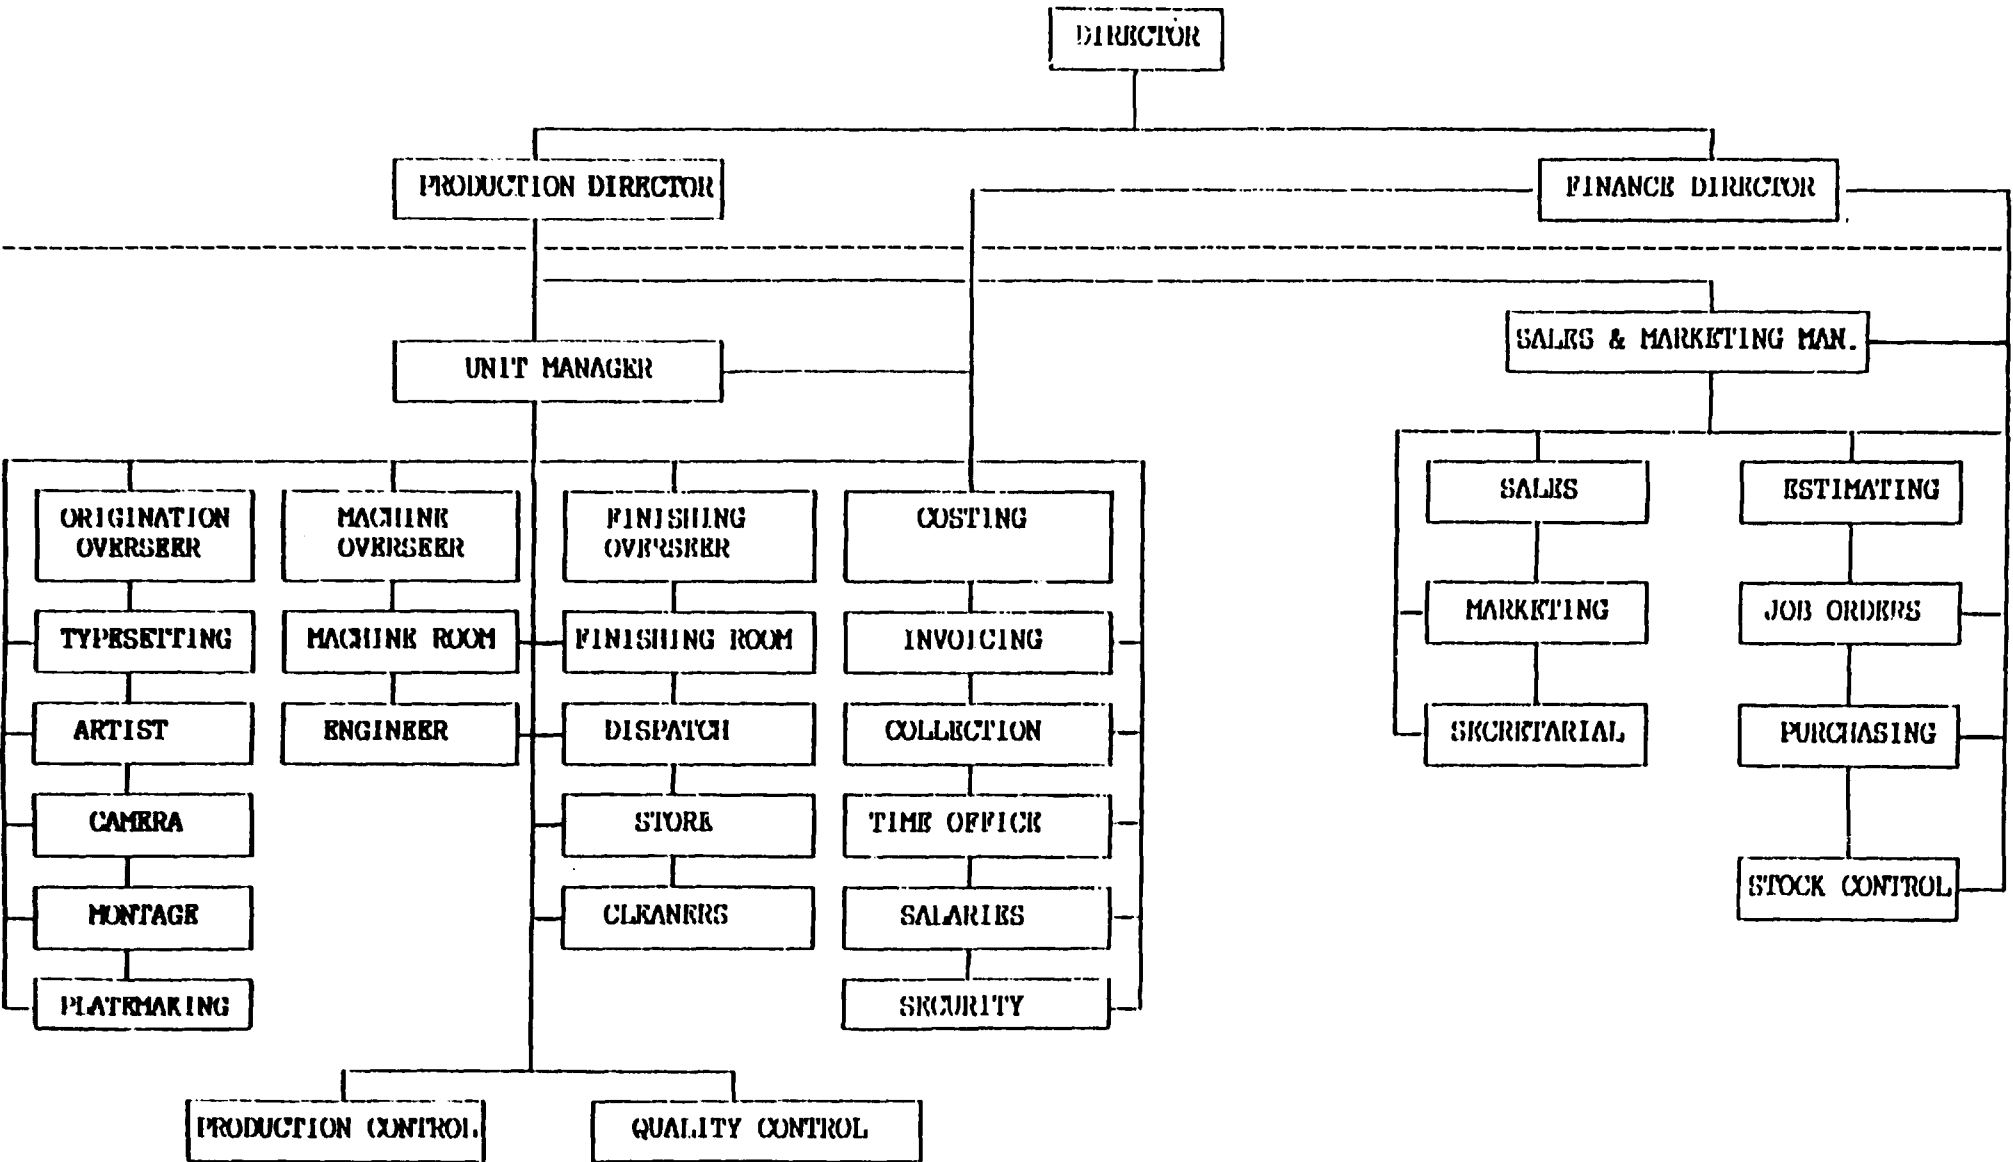 DIRECTOR
PRODUCTION DIRECTOR
FINANCE DIRECTOR
SALES & MARKETING MAN.
UNIT MANAGER
ORIGINATION
OVERSEER
MACHINE
OVERSEER
FINISHING
OVERSEER
COSTING
SALES
ESTIMATING
TYPESETTING
MACHINE ROOM
FINISHING ROOM
INVOICING
MARKETING
JOB ORDERS
ARTIST
ENGINEER
DISPATCH
COLLECTION
SECRETARIAL
PURCHASING
CAMERA
STORE
TIME OFFICE
MONTAGE
CLEANERS
SALARIES
STOCK CONTROL
PLATEMAKING
SECURITY
PRODUCTION CONTROL
QUALITY CONTROL